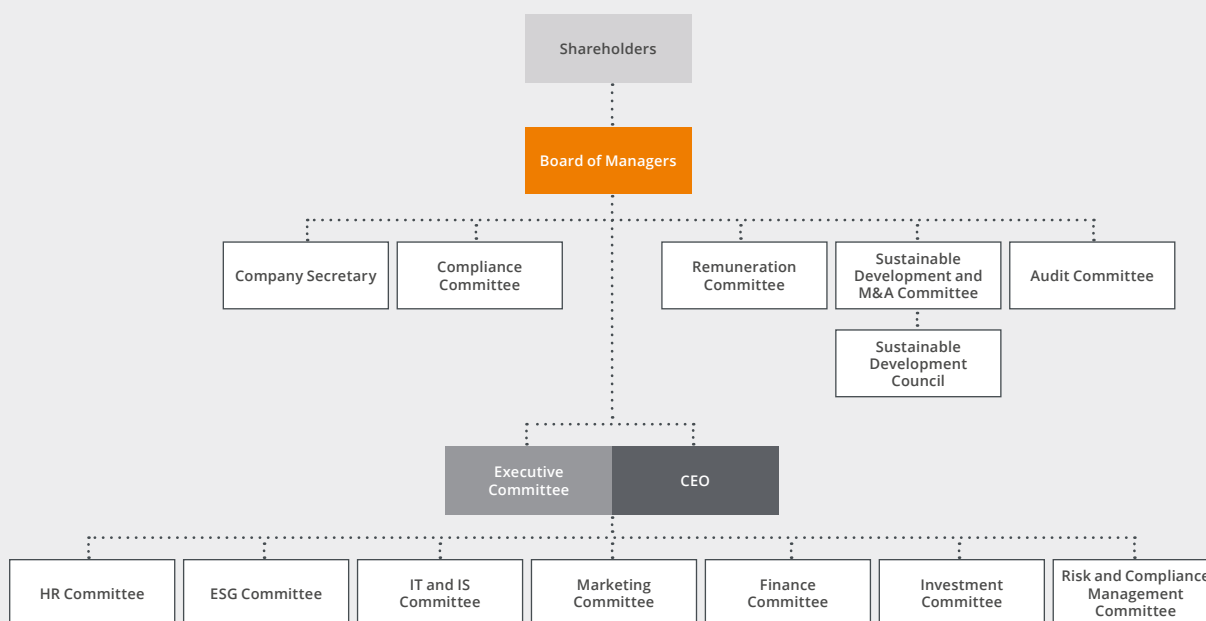 Shareholders
Board of Managers
Company Secretary
Compliance
Committee
Remuneration
Committee
Sustainable
Development and
M&A Committee
Audit Committee
Sustainable
Development
Council
Executive
Committee
CEO
HR Committee
ESG Committee
IT and IS
Committee
Marketing
Committee
Finance
Committee
Investment
Committee
Risk and Compliance
Management
Committee